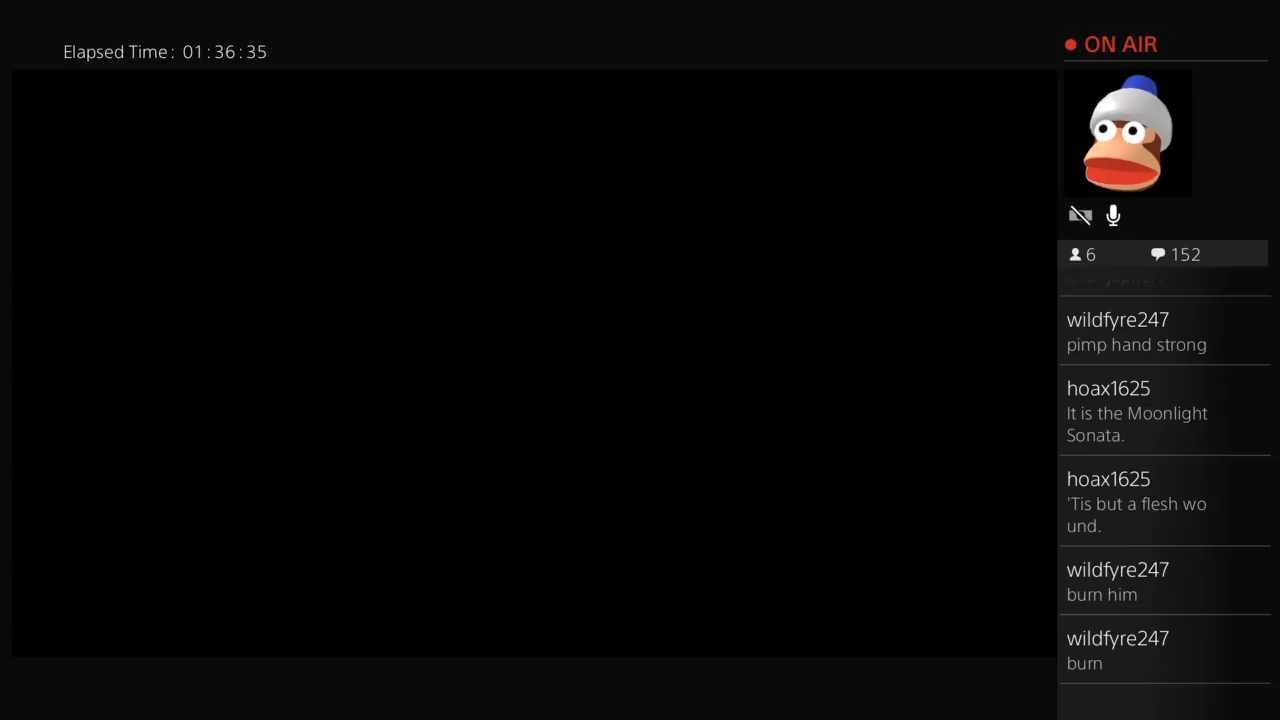 Elapsed Time: 01:36:35
ON AIR
6 152
wildfyre247
pimp hand strong
hoax1625
It is the Moonlight
Sonata.
hoax1625
'Tis but a flesh wo
und.
wildfyre247
burn him
wildfyre247
burn